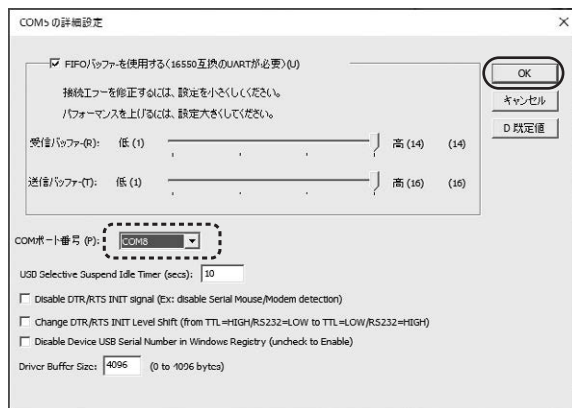 COM5の詳細設定
FIFOバッファーを使用する(16550互換のUARTが必要)(U)
接続エラーを修正するには、設定を小さくしてください。
パフォーマンスを上げるには、設定大きくしてください。
受信バッファー(R): 低 (1) 高 (14) (14)
送信バッファー(T): 低 (1) 高 (16) (16)
OK
キャンセル
D 既定値
COMポート番号 (P): COM8
USB Selective Suspend Idle Timer (secs): 10
Disable DTR/RTS INIT signal (Ex: disable Serial Mouse/Modem detection)
Change DTR/RTS INIT Level Shift (from TTL=HIGH/RS232=LOW to TTL=LOW/RS232=HIGH)
Disable Device USB Serial Number in Windows Registry (uncheck to Enable)
Driver Buffer Size: 4096 (0 to 4096 bytes)